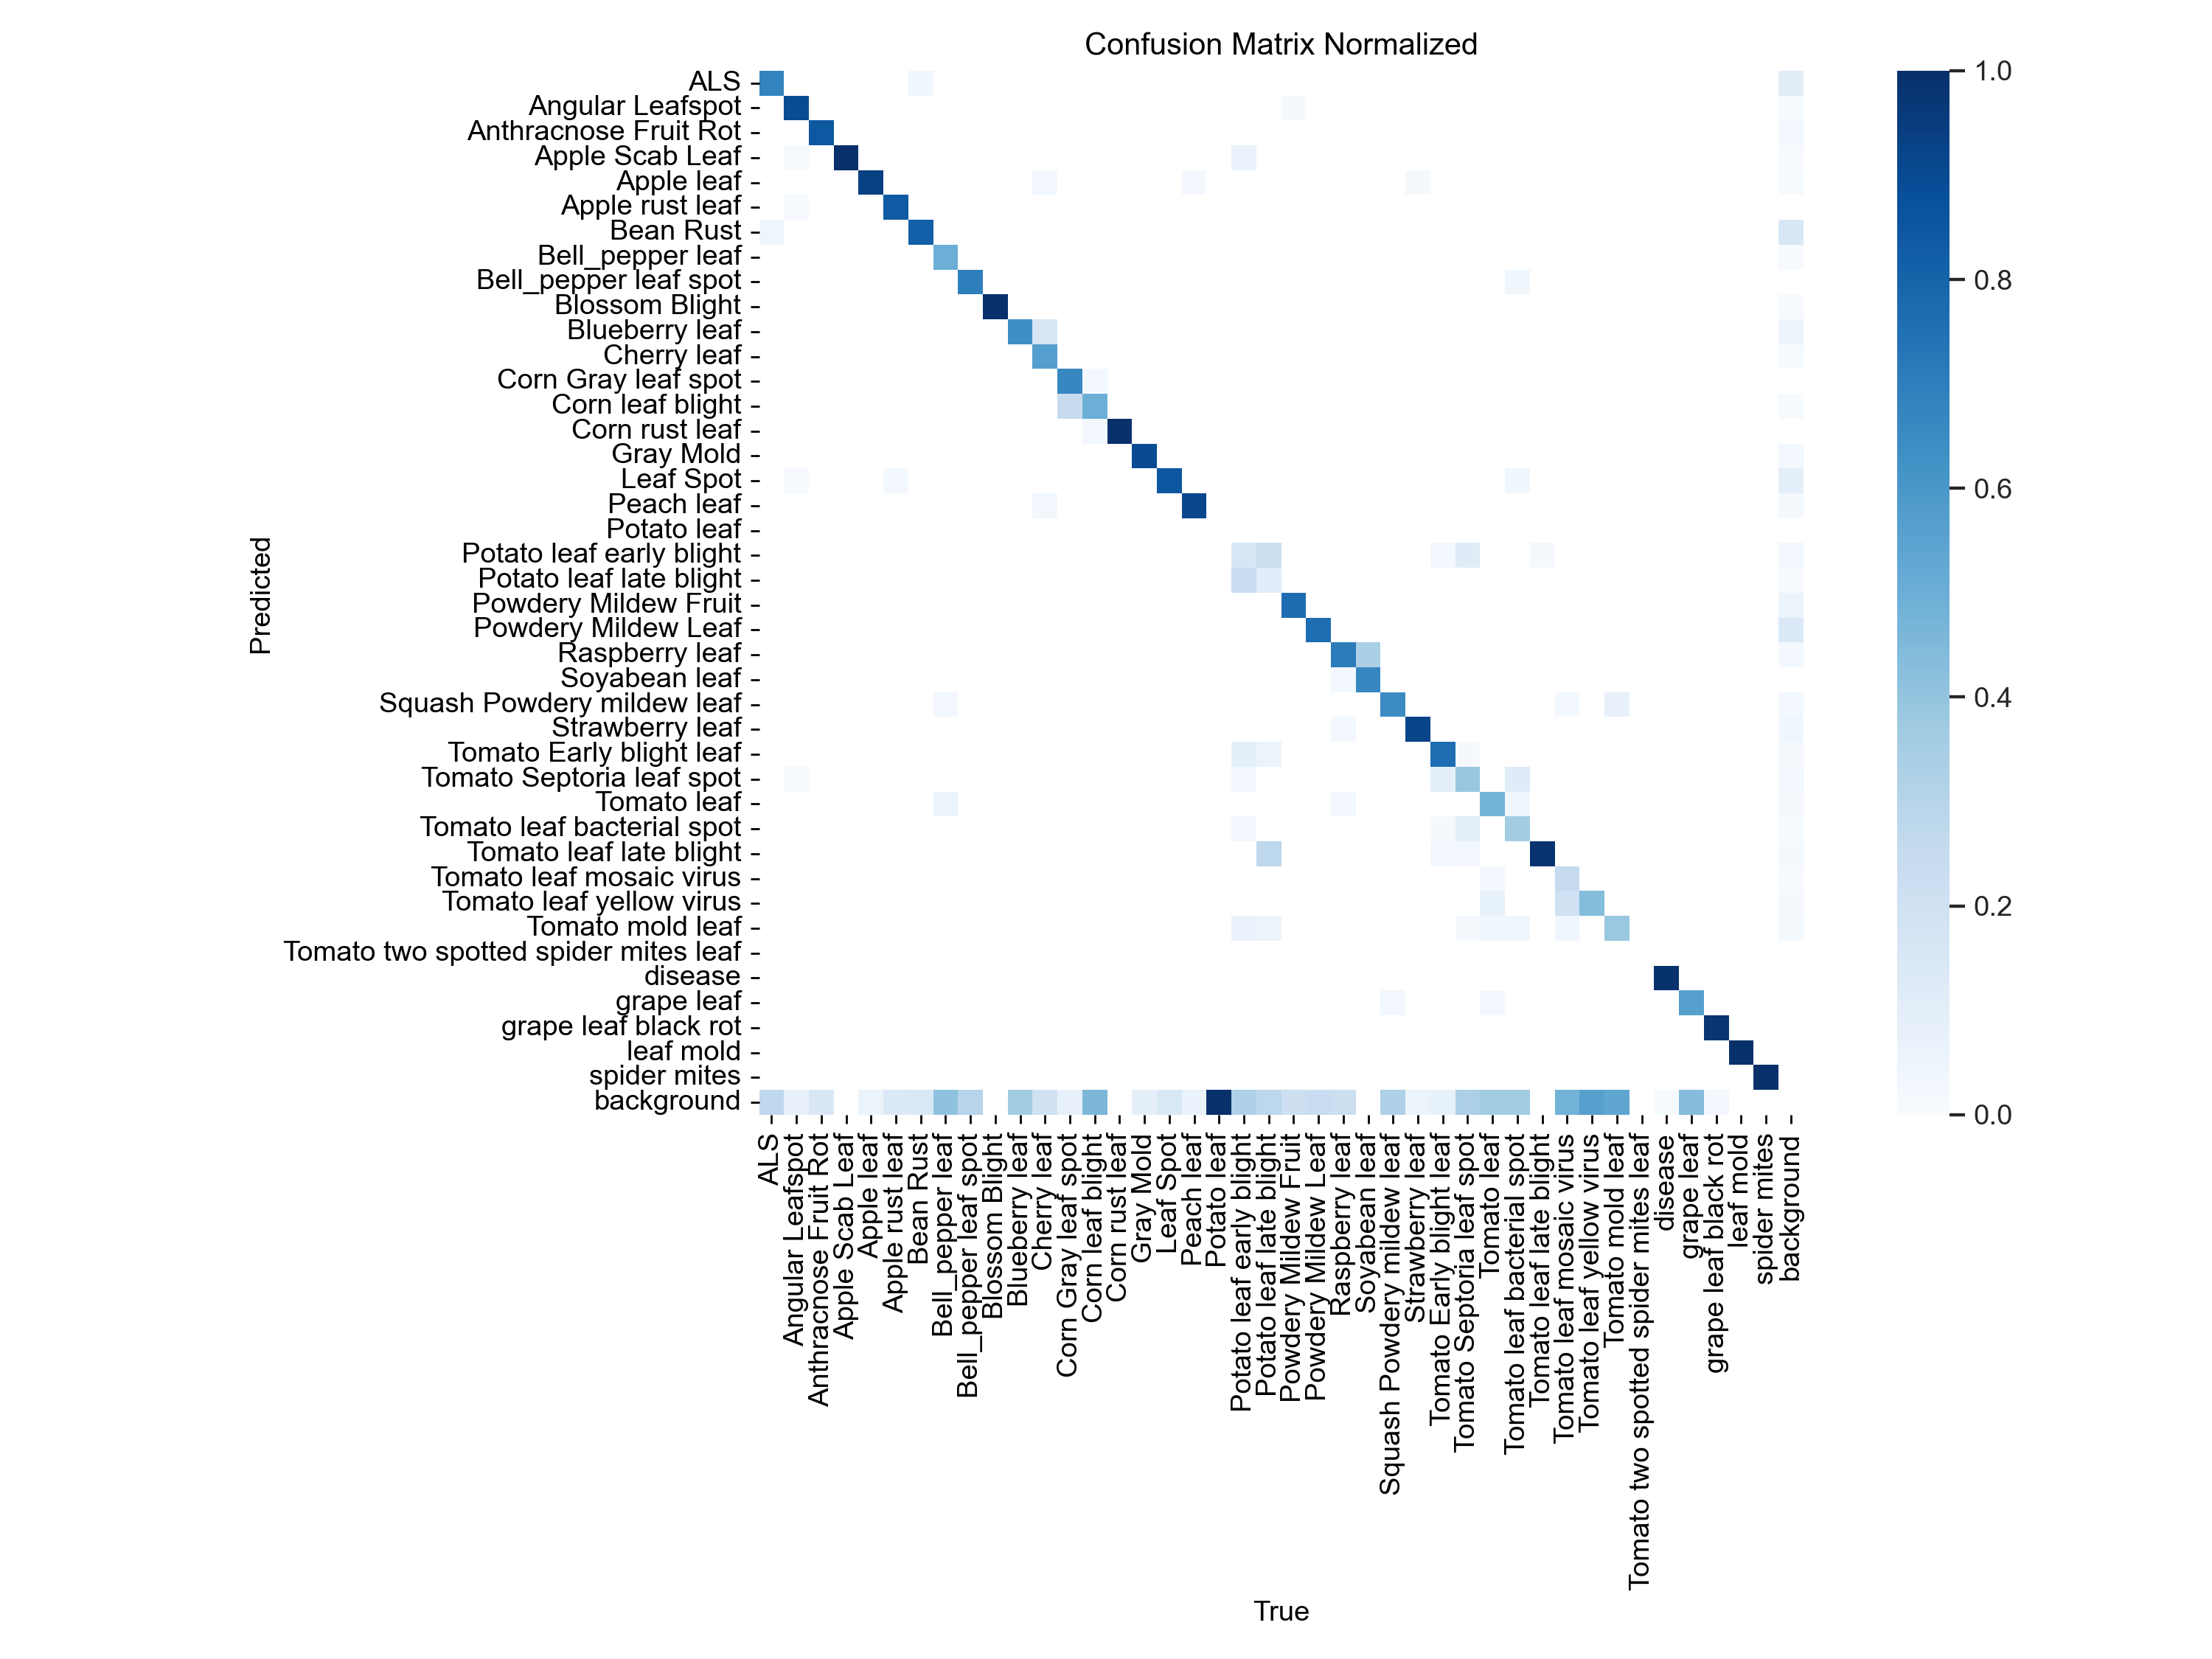 Confusion Matrix Normalized
ALS
Angular Leafspot
Anthracnose Fruit Rot
Apple Scab Leaf
Apple leaf
Apple rust leaf
Bean Rust
Bell_pepper leaf
Bell_pepper leaf spot
Blossom Blight
Blueberry leaf
Cherry leaf
Corn Gray leaf spot
Corn leaf blight
Corn rust leaf
Gray Mold
Leaf Spot
Peach leaf
Potato leaf
Potato leaf early blight
Potato leaf late blight
Powdery Mildew Fruit
Powdery Mildew Leaf
Raspberry leaf
Soyabean leaf
Squash Powdery mildew leaf
Strawberry leaf
Tomato Early blight leaf
Tomato Septoria leaf spot
Tomato leaf
Tomato leaf bacterial spot
Tomato leaf late blight
Tomato leaf mosaic virus
Tomato leaf yellow virus
Tomato mold leaf
Tomato two spotted spider mites leaf
disease
grape leaf
grape leaf black rot
leaf mold
spider mites
background
Predicted
ALS
Angular Leafspot
Anthracnose Fruit Rot
Apple Scab Leaf
Apple leaf
Apple rust leaf
Bean Rust
Bell_pepper leaf
Bell_pepper leaf spot
Blossom Blight
Blueberry leaf
Cherry leaf
Corn Gray leaf spot
Corn leaf blight
Corn rust leaf
Gray Mold
Leaf Spot
Peach leaf
Potato leaf
Potato leaf early blight
Potato leaf late blight
Powdery Mildew Fruit
Powdery Mildew Leaf
Raspberry leaf
Soyabean leaf
Squash Powdery mildew leaf
Strawberry leaf
Tomato Early blight leaf
Tomato Septoria leaf spot
Tomato leaf
Tomato leaf bacterial spot
Tomato leaf late blight
Tomato leaf mosaic virus
Tomato leaf yellow virus
Tomato mold leaf
Tomato two spotted spider mites leaf
disease
grape leaf
grape leaf black rot
leaf mold
spider mites
background
True
1.0
0.8
0.6
0.4
0.2
0.0